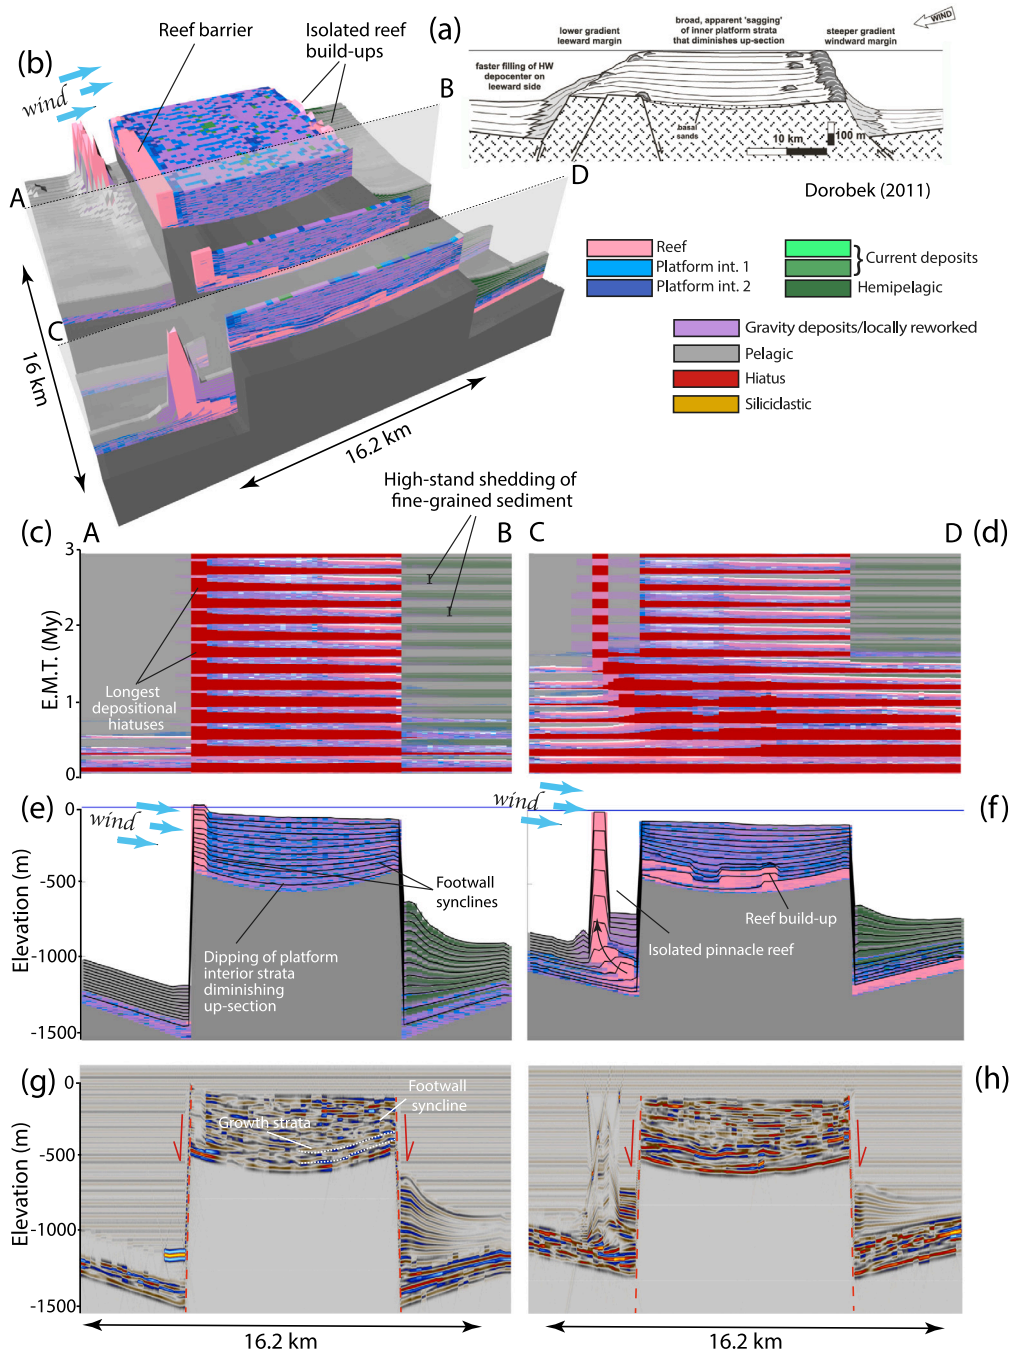 (a)
lower gradient
leeward margin
broad, apparent 'sagging'
of inner platform strata
that diminishes up-section
steeper gradient
windward margin
WIND
faster filling of HW
depocenter on
leeward side
basal
sands
10 km
100 m
Dorobek (2011)
(b)
wind
Reef barrier
Isolated reef
build-ups
A
B
C
D
16 km
16.2 km
Reef
Platform int. 1
Platform int. 2
Current deposits
Hemipelagic
Gravity deposits/locally reworked
Pelagic
Hiatus
Siliciclastic
High-stand shedding of
fine-grained sediment
(c)
A
B
C
D
(d)
E.M.T. (My)
3
2
1
0
Longest
depositional
hiatuses
(e)
wind
Elevation (m)
0
-500
-1000
-1500
Footwall
synclines
Dipping of platform
interior strata
diminishing
up-section
wind
(f)
Reef build-up
Isolated pinnacle reef
(g)
Elevation (m)
0
-500
-1000
-1500
Footwall
syncline
Growth strata
(h)
16.2 km
16.2 km